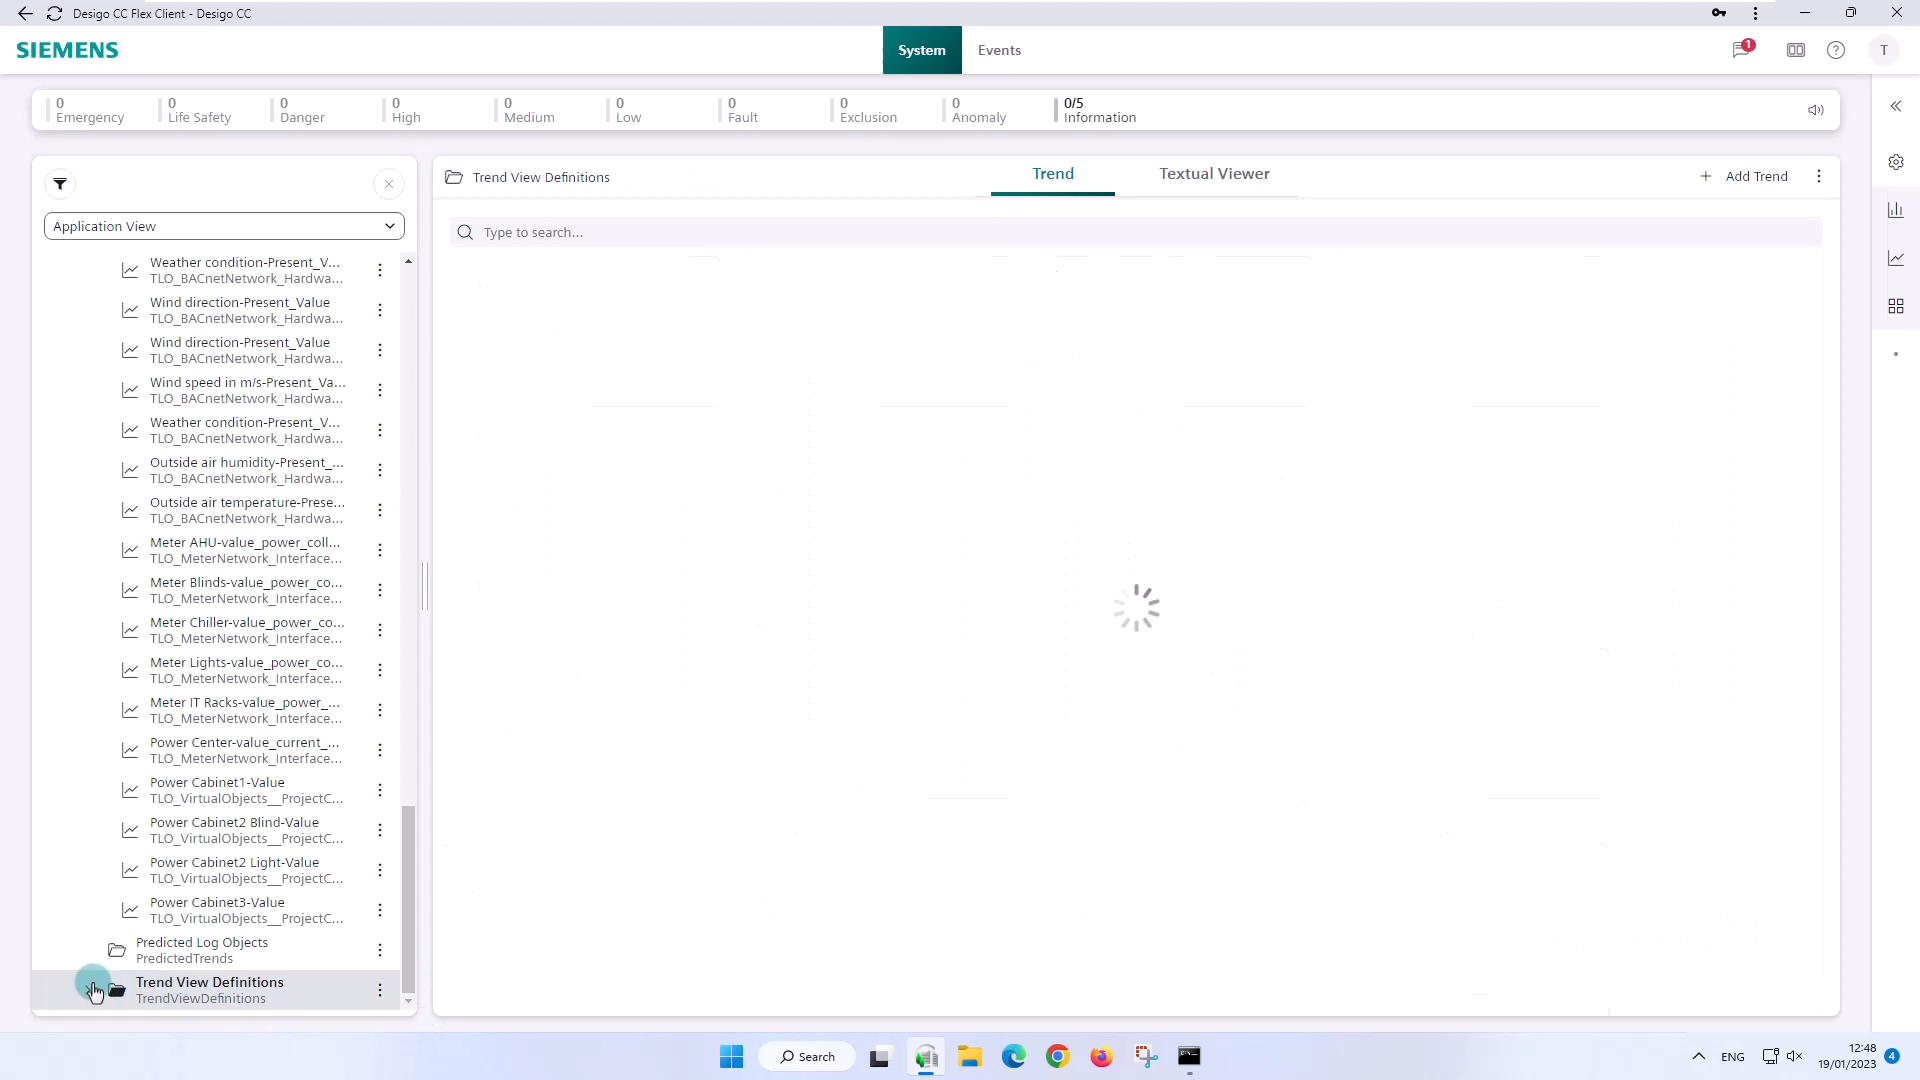 Desigo CC Flex Client - Desigo CC
SIEMENS
System
Events
1
T
0
Emergency
0
Life Safety
0
Danger
0
High
0
Medium
0
Low
0
Fault
0
Exclusion
0
Anomaly
0/5
Information
Application View
Weather condition-Present_V...
TLO_BACnetNetwork_Hardwa...
Wind direction-Present_Value
TLO_BACnetNetwork_Hardwa...
Wind direction-Present_Value
TLO_BACnetNetwork_Hardwa...
Wind speed in m/s-Present_Va...
TLO_BACnetNetwork_Hardwa...
Weather condition-Present_V...
TLO_BACnetNetwork_Hardwa...
Outside air humidity-Present_...
TLO_BACnetNetwork_Hardwa...
Outside air temperature-Prese...
TLO_BACnetNetwork_Hardwa...
Meter AHU-value_power_coll...
TLO_MeterNetwork_Interface...
Meter Blinds-value_power_co...
TLO_MeterNetwork_Interface...
Meter Chiller-value_power_co...
TLO_MeterNetwork_Interface...
Meter Lights-value_power_co...
TLO_MeterNetwork_Interface...
Meter IT Racks-value_power_...
TLO_MeterNetwork_Interface...
Power Center-value_current_...
TLO_MeterNetwork_Interface...
Power Cabinet1-Value
TLO_VirtualObjects__ProjectC...
Power Cabinet2 Blind-Value
TLO_VirtualObjects__ProjectC...
Power Cabinet2 Light-Value
TLO_VirtualObjects__ProjectC...
Power Cabinet3-Value
TLO_VirtualObjects__ProjectC...
Predicted Log Objects
PredictedTrends
Trend View Definitions
TrendViewDefinitions
Trend View Definitions
Trend
Textual Viewer
Add Trend
Type to search...
Search
ENG
12:48
19/01/2023
4